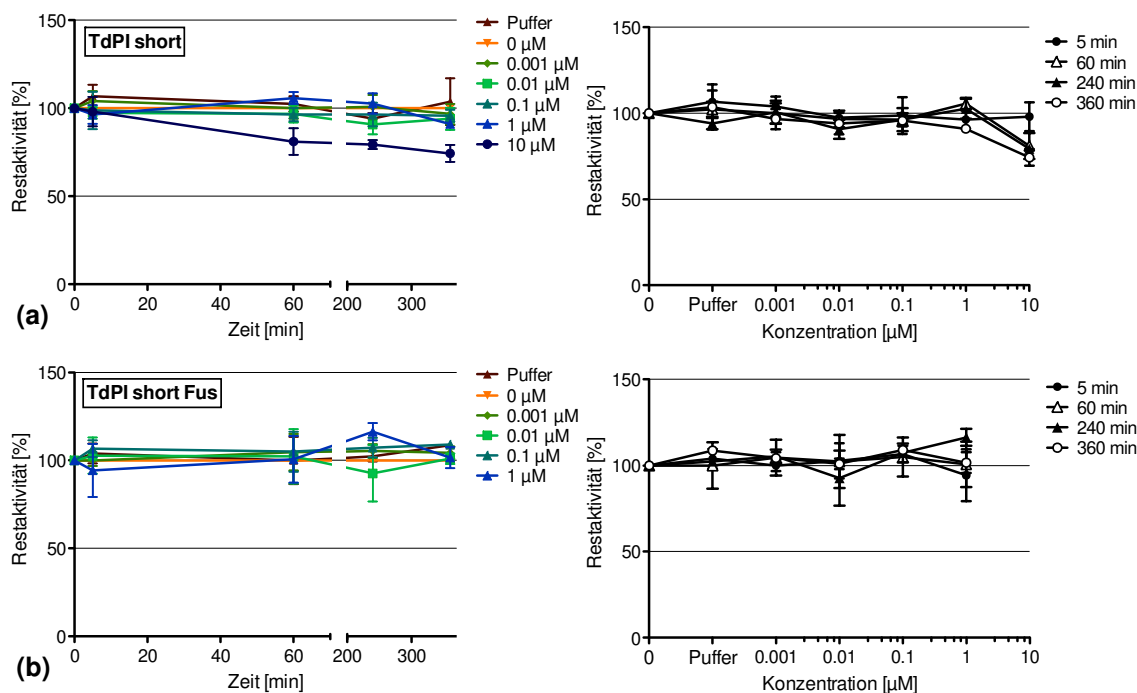 TdPI short
Restaktivität [%]
150
100
50
0
0 20 40 60 200 300
Zeit [min]
Puffer
0 µM
0.001 µM
0.01 µM
0.1 µM
1 µM
10 µM
Restaktivität [%]
150
100
50
0
0 Puffer 0.001 0.01 0.1 1 10
Konzentration [µM]
5 min
60 min
240 min
360 min
(a)
TdPI short Fus
Restaktivität [%]
150
100
50
0
0 20 40 60 200 300
Zeit [min]
Puffer
0 µM
0.001 µM
0.01 µM
0.1 µM
1 µM
Restaktivität [%]
150
100
50
0
0 Puffer 0.001 0.01 0.1 1 10
Konzentration [µM]
5 min
60 min
240 min
360 min
(b)